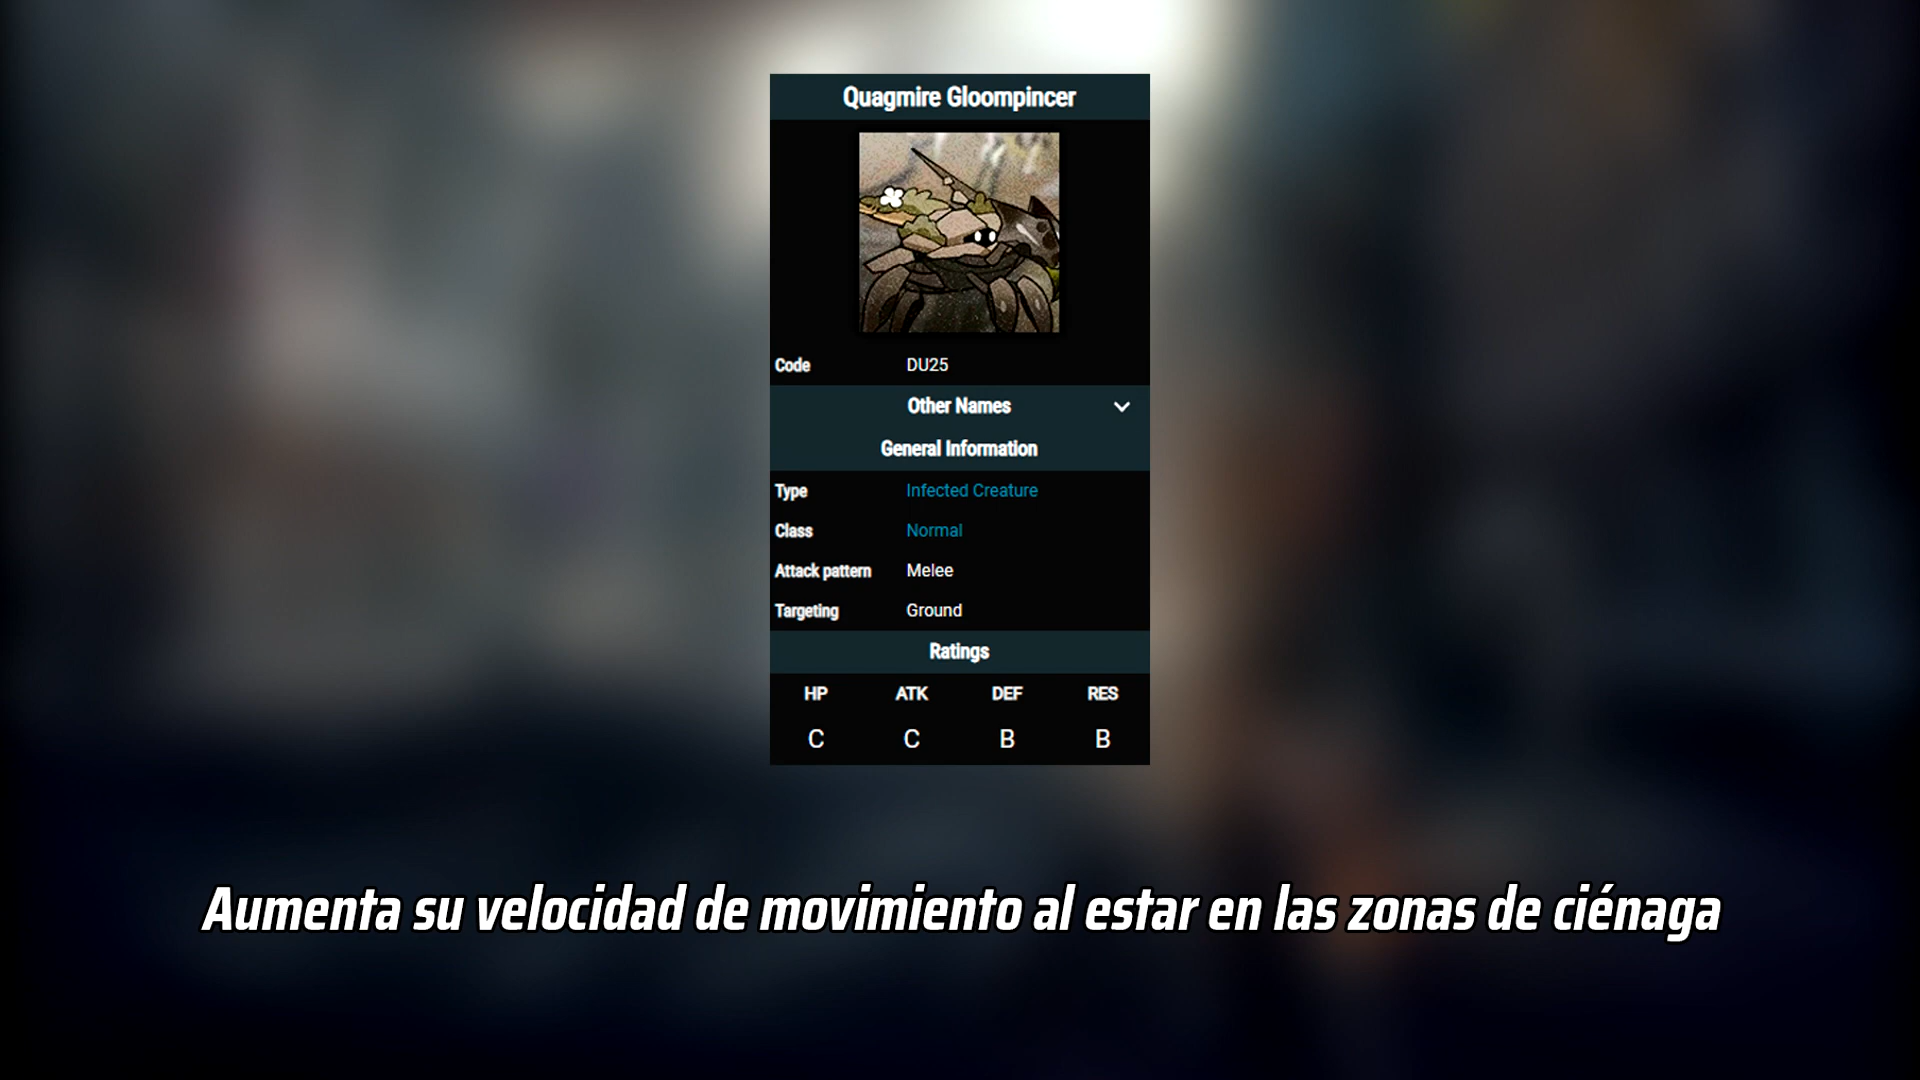 Quagmire Gloompincer
Code DU25
Other Names
General Information
Type Infected Creature
Class Normal
Attack pattern Melee
Targeting Ground
Ratings
HP ATK DEF RES
C C B B
Aumenta su velocidad de movimiento al estar en las zonas de ciénaga